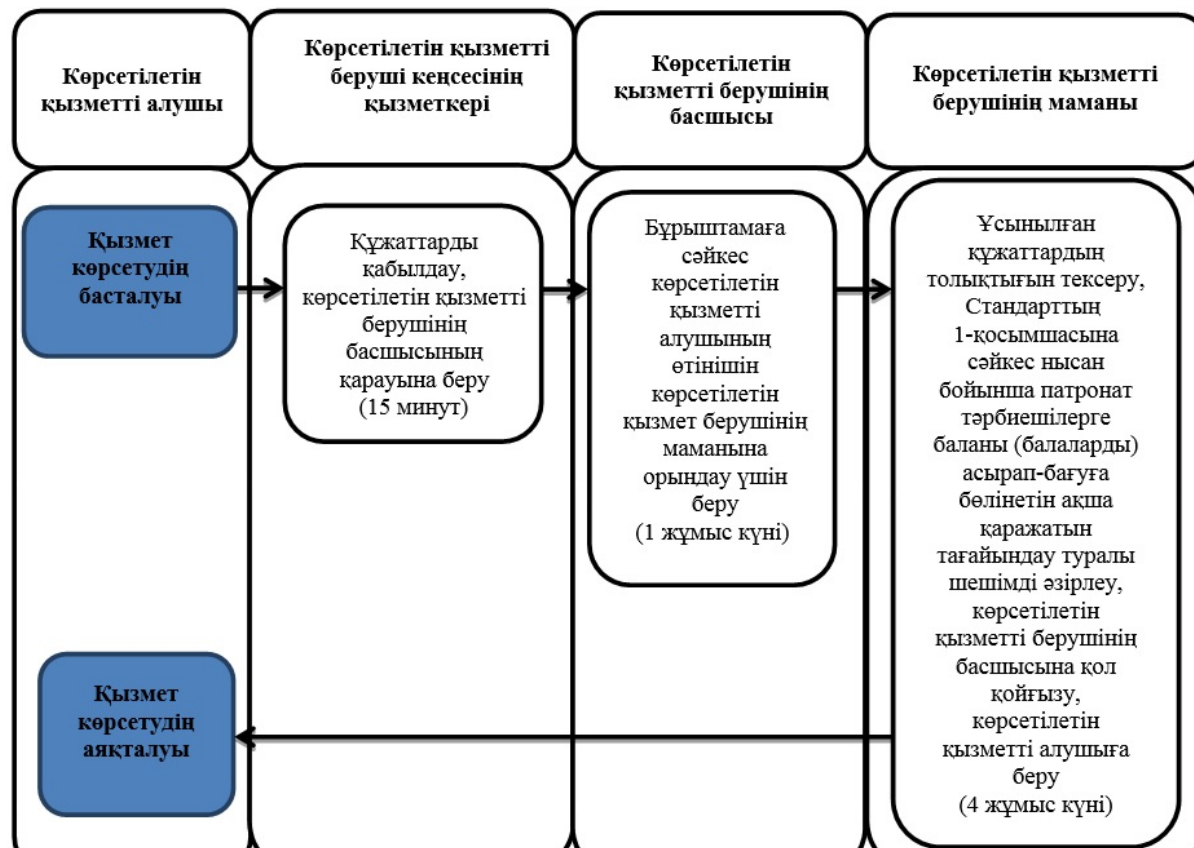 Көрсетілетін
қызметті алушы
Көрсетілетін қызметті
беруші кеңсесінің
қызметкері
Көрсетілетін
қызметті берушінің
басшысы
Көрсетілетін қызметті
берушінің маманы
Қызмет
көрсетудің
басталуы
Құжаттарды
қабылдау,
көрсетілетін қызметті
берушінің
басшысының
қарауына беру
(15 минут)
Бұрыштамаға
сәйкес
көрсетілетін
қызметті
алушының
өтінішін
көрсетілетін
қызмет берушінің
маманына
орындау үшін
беру
(1 жұмыс күні)
Ұсынылған
құжаттардың
толықтығын тексеру,
Стандарттың
1-қосымшасына
сәйкес нысан
бойынша патронат
тәрбиешілерге
баланы (балаларды)
асырап-бағуға
бөлінетін ақша
қаражатын
тағайындау туралы
шешімді әзірлеу,
көрсетілетін
қызметті берушінің
басшысына қол
қойғызу,
көрсетілетін
қызметті алушыға
беру
(4 жұмыс күні)
Қызмет
көрсетудің
аяқталуы